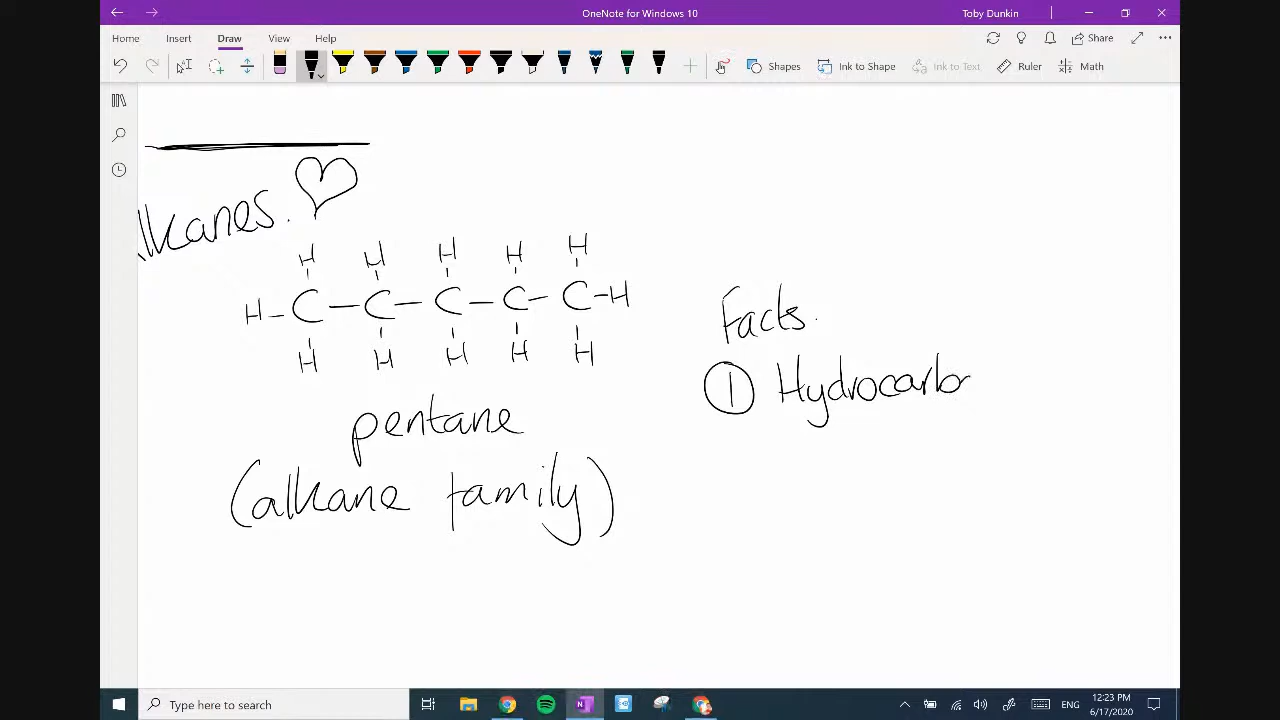 OneNote for Windows 10
Toby Dunkin
Home Insert Draw View Help
Share
Shapes Ink to Shape Ink to Text Ruler Math
lkanes.
H H H H H
H-C-C-C-C-C-H
H H H H H
pentane
(alkane family)
Facts.
① Hydrocarbo
Type here to search
ENG
12:23 PM
6/17/2020